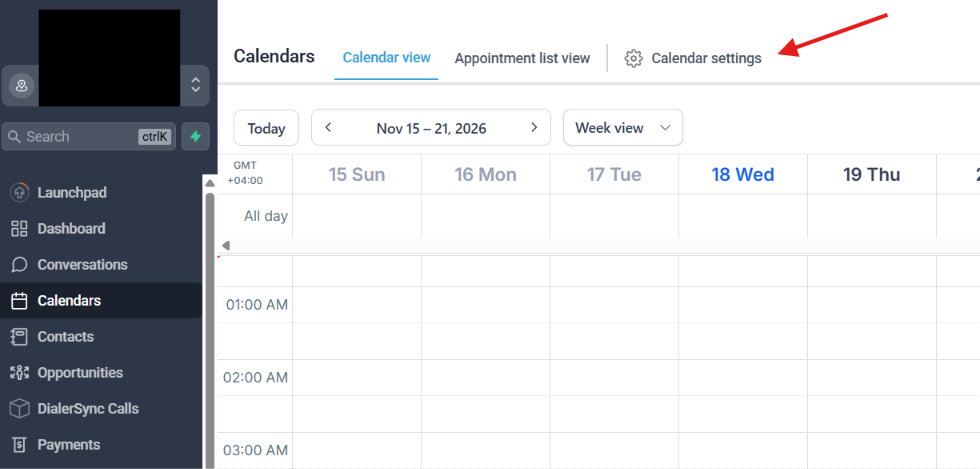 Calendars
Calendar view
Appointment list view
Calendar settings
Search
ctrlK
Today
Nov 15 – 21, 2026
Week view
GMT
+04:00
15 Sun
16 Mon
17 Tue
18 Wed
19 Thu
All day
01:00 AM
02:00 AM
03:00 AM
Launchpad
Dashboard
Conversations
Calendars
Contacts
Opportunities
DialerSync Calls
Payments